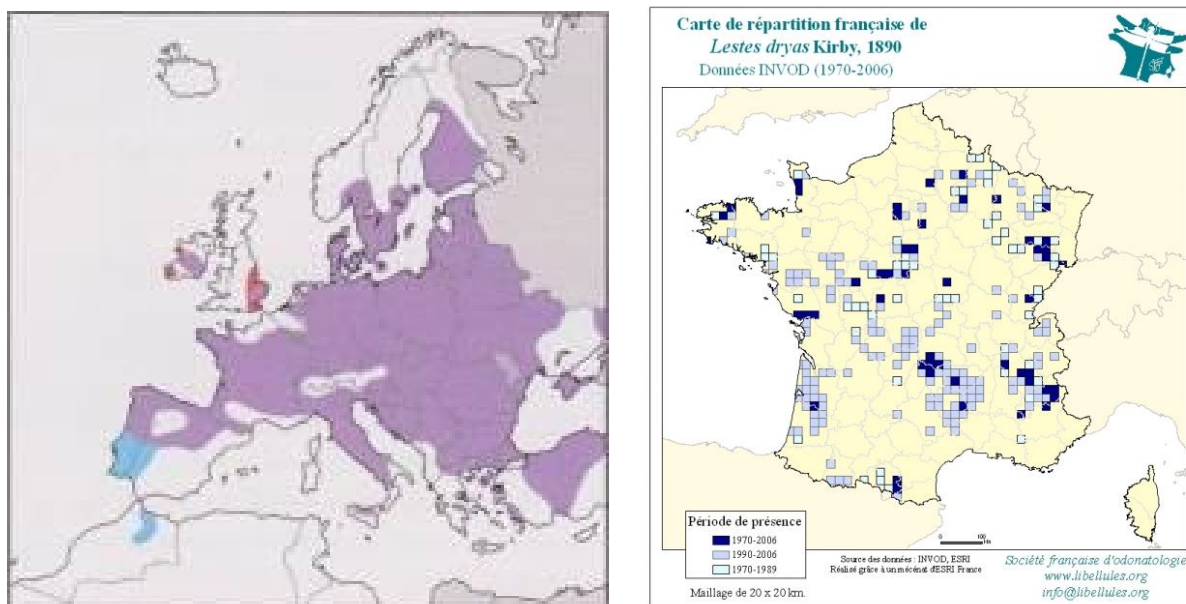 Carte de répartition française de
Lestes dryas Kirby, 1890
Données INVOD (1970-2006)
Période de présence
1970-2006
1990-2006
1970-1989
Maillage de 20 x 20 km.
0 100
km
Source des données : INVOD, ESRI
Réalisé grâce à un mécénat d'ESRI France
Société française d'odonatologie
www.libellules.org
info@libellules.org